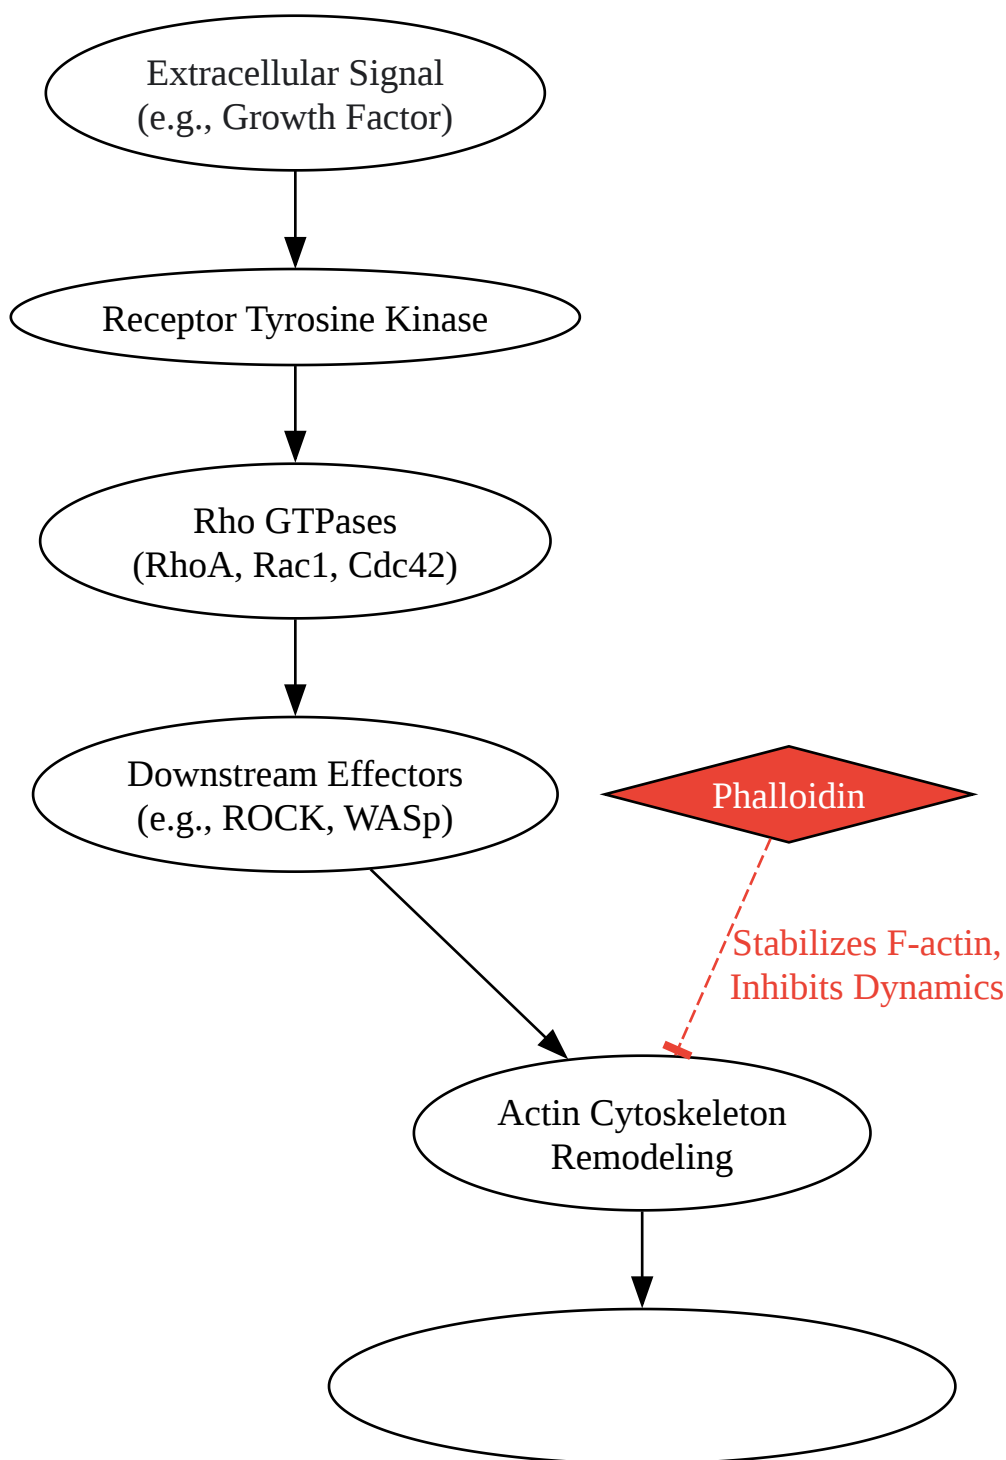 Extracellular Signal
(e.g., Growth Factor)
Receptor Tyrosine Kinase
Rho GTPases
(RhoA, Rac1, Cdc42)
Downstream Effectors
(e.g., ROCK, WASp)
Phalloidin
Stabilizes F-actin,
Inhibits Dynamics
Actin Cytoskeleton
Remodeling